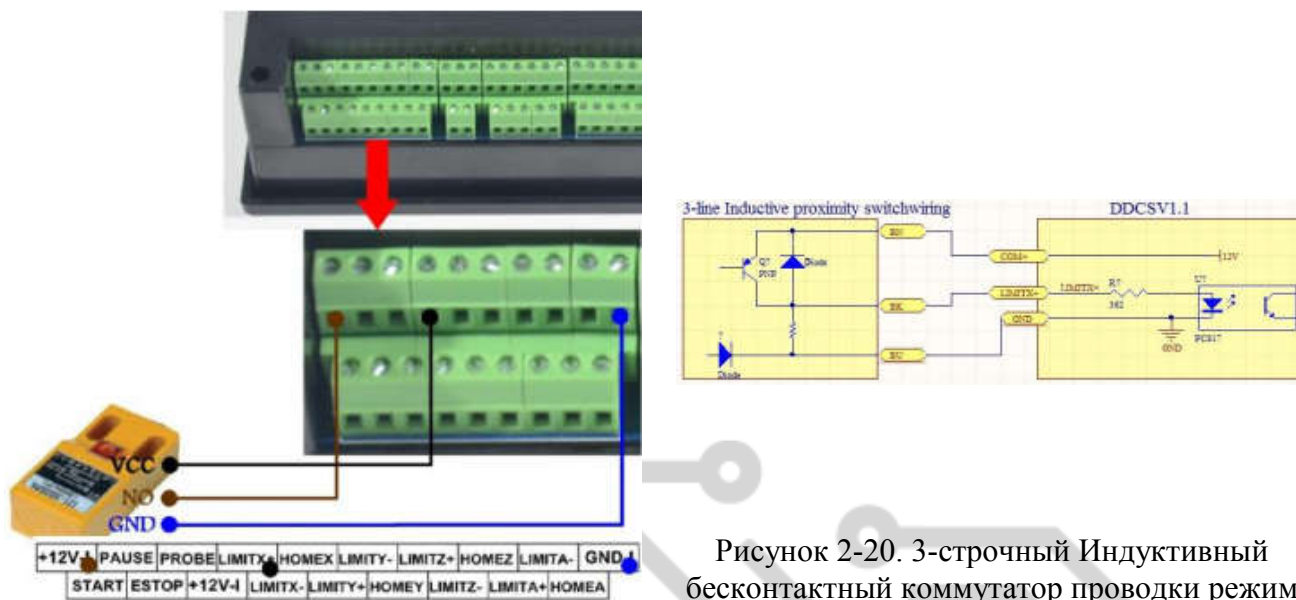 VCC
NO
GND
+12V-I PAUSE PROBE LIMITX+ HOMEX LIMITY- LIMITZ+ HOMEZ LIMITA- GND-I
START ESTOP +12V-I LIMITX- LIMITY+ HOMEY LIMITZ- LIMITA+ HOMEA
3-line Inductive proximity switchwiring
DDCSV1.1
BN
Diode
PNP
COM+
12V
LIMITX+
LIMITX+
BK
GND
GND
PC817
BU
Diode
Рисунок 2-20. 3-строчный Индуктивный
бесконтактный коммутатор проводки режим